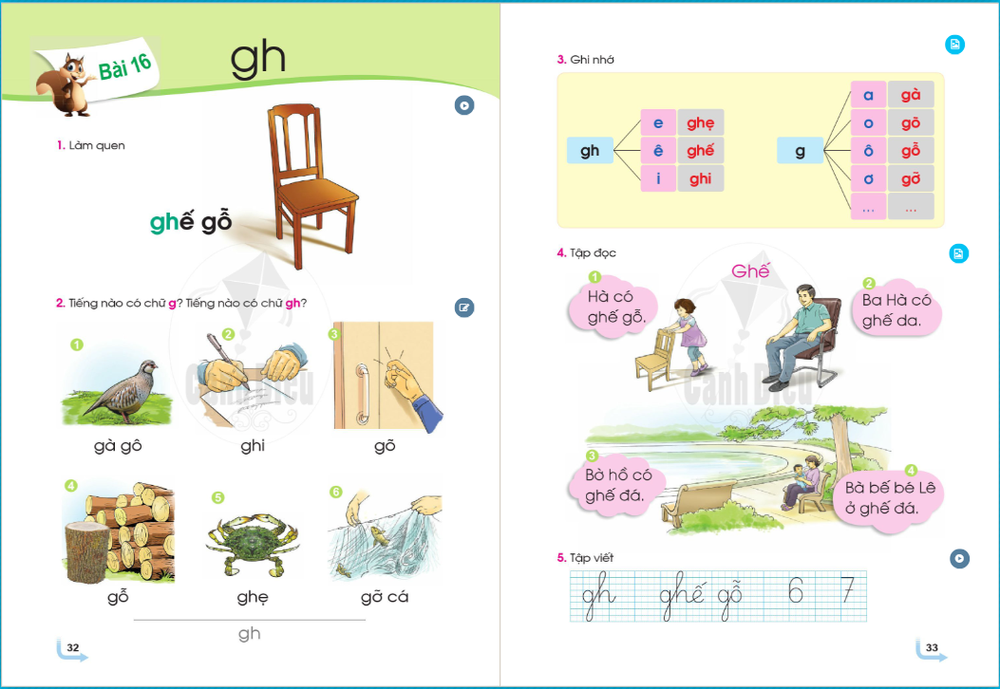 Bài 16
gh
1. Làm quen
ghế gỗ
2. Tiếng nào có chữ g? Tiếng nào có chữ gh?
1
2
3
gà gô
ghi
gõ
4
5
6
gỗ
ghẹ
gỡ cá
gh
32
3. Ghi nhớ
gh
e ghẹ
ê ghế
i ghi
g
a gà
o gõ
ô gỗ
ơ gỡ
... ...
4. Tập đọc
Ghế
1
Hà có
ghế gỗ.
2
Ba Hà có
ghế da.
3
Bờ hồ có
ghế đá.
4
Bà bế bé Lê
ở ghế đá.
Cánh Diều
Cánh Diều
5. Tập viết
gh ghế gỗ 6 7
33